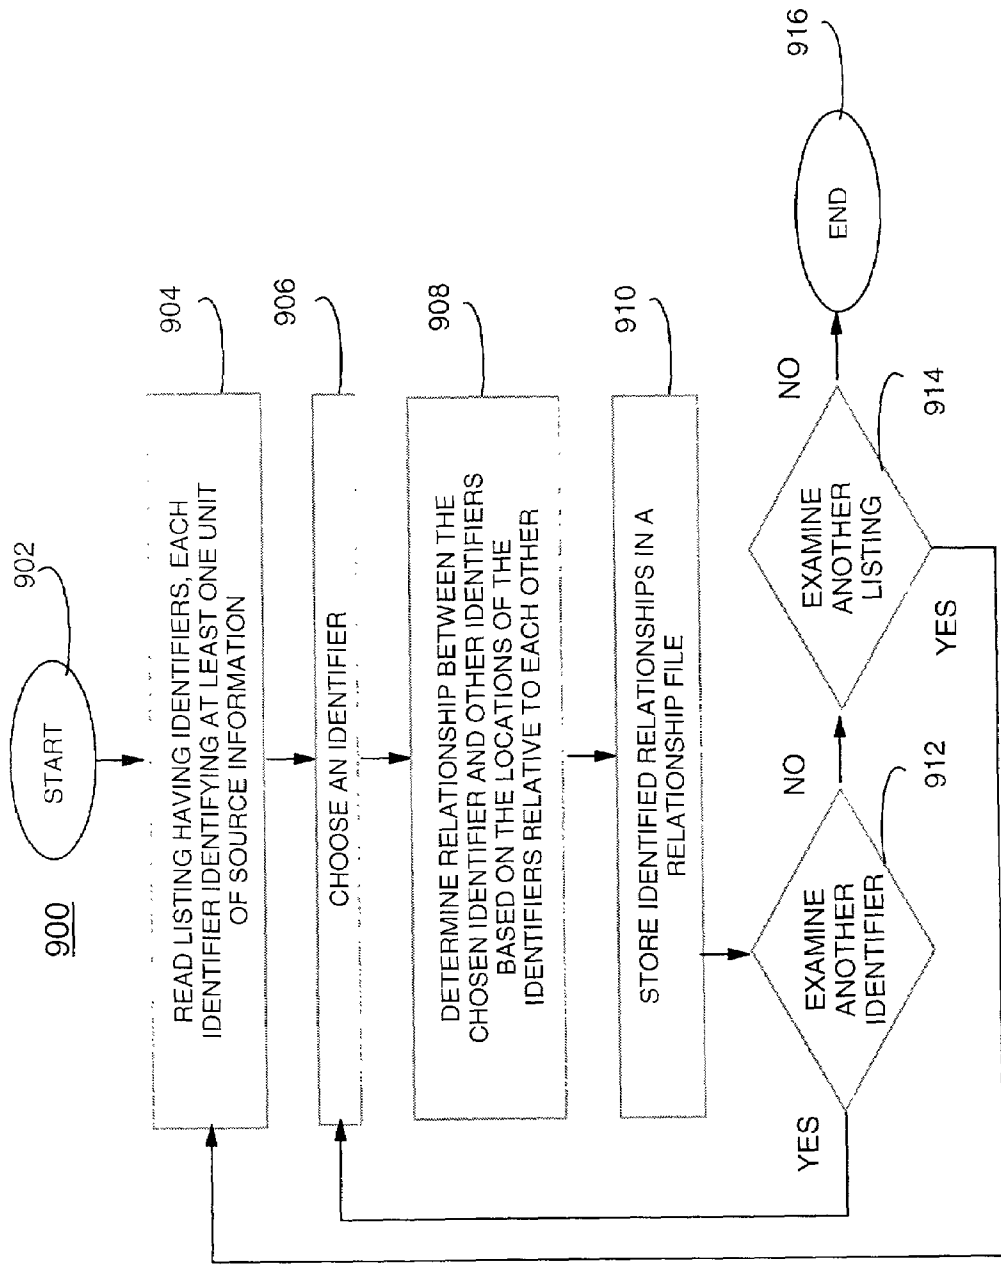 900
START
902
READ LISTING HAVING IDENTIFIERS, EACH
IDENTIFIER IDENTIFYING AT LEAST ONE UNIT
OF SOURCE INFORMATION
904
CHOOSE AN IDENTIFIER
906
DETERMINE RELATIONSHIP BETWEEN THE
CHOSEN IDENTIFIER AND OTHER IDENTIFIERS
BASED ON THE LOCATIONS OF THE
IDENTIFIERS RELATIVE TO EACH OTHER
908
STORE IDENTIFIED RELATIONSHIPS IN A
RELATIONSHIP FILE
910
EXAMINE
ANOTHER
IDENTIFIER
912
YES
NO
EXAMINE
ANOTHER
LISTING
914
YES
NO
END
916